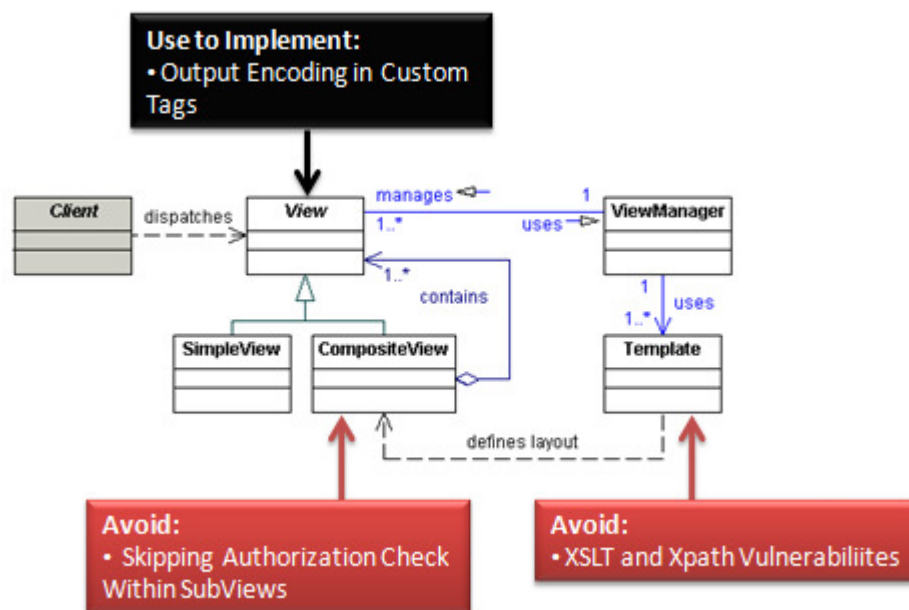 Use to Implement:
• Output Encoding in Custom
Tags
Client
dispatches
View
manages
1
1..*
uses
ViewManager
1..*
contains
1
uses
1..*
SimpleView
CompositeView
Template
defines layout
Avoid:
• Skipping Authorization Check
Within SubViews
Avoid:
• XSLT and Xpath Vulnerabiliites